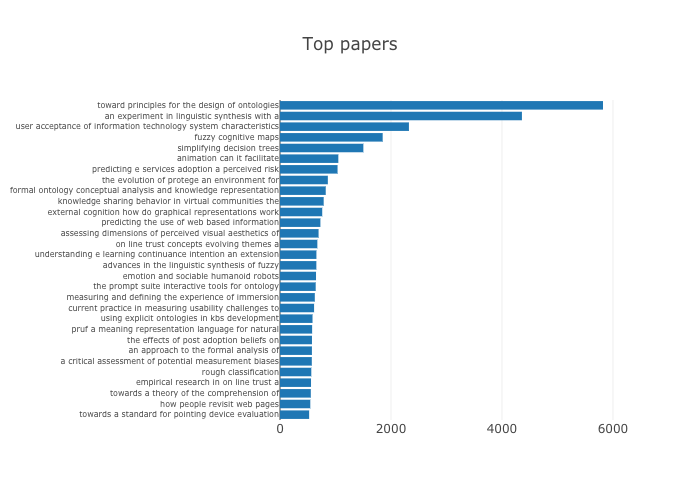 Top papers
toward principles for the design of ontologies
an experiment in linguistic synthesis with a
user acceptance of information technology system characteristics
fuzzy cognitive maps
simplifying decision trees
animation can it facilitate
predicting e services adoption a perceived risk
the evolution of protege an environment for
formal ontology conceptual analysis and knowledge representation
knowledge sharing behavior in virtual communities the
external cognition how do graphical representations work
predicting the use of web based information
assessing dimensions of perceived visual aesthetics of
on line trust concepts evolving themes a
understanding e learning continuance intention an extension
advances in the linguistic synthesis of fuzzy
emotion and sociable humanoid robots
the prompt suite interactive tools for ontology
measuring and defining the experience of immersion
current practice in measuring usability challenges to
using explicit ontologies in kbs development
pruf a meaning representation language for natural
the effects of post adoption beliefs on
an approach to the formal analysis of
a critical assessment of potential measurement biases
rough classification
empirical research in on line trust a
towards a theory of the comprehension of
how people revisit web pages
towards a standard for pointing device evaluation
0 2000 4000 6000